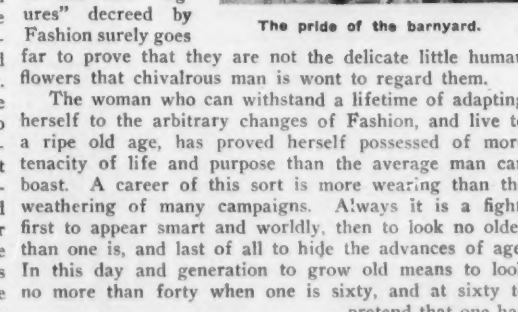 ures” decreed by
Fashion surely goes
The pride of the barnyard.
far to prove that they are not the delicate little human
flowers that chivalrous man is wont to regard them.
The woman who can withstand a lifetime of adapting
herself to the arbitrary changes of Fashion, and live to
a ripe old age, has proved herself possessed of more
tenacity of life and purpose than the average man can
boast. A career of this sort is more wearing than the
weathering of many campaigns. Always it is a fight
first to appear smart and worldly, then to look no older
than one is, and last of all to hide the advances of age
In this day and generation to grow old means to look
no more than forty when one is sixty, and at sixty to
pretend that one has